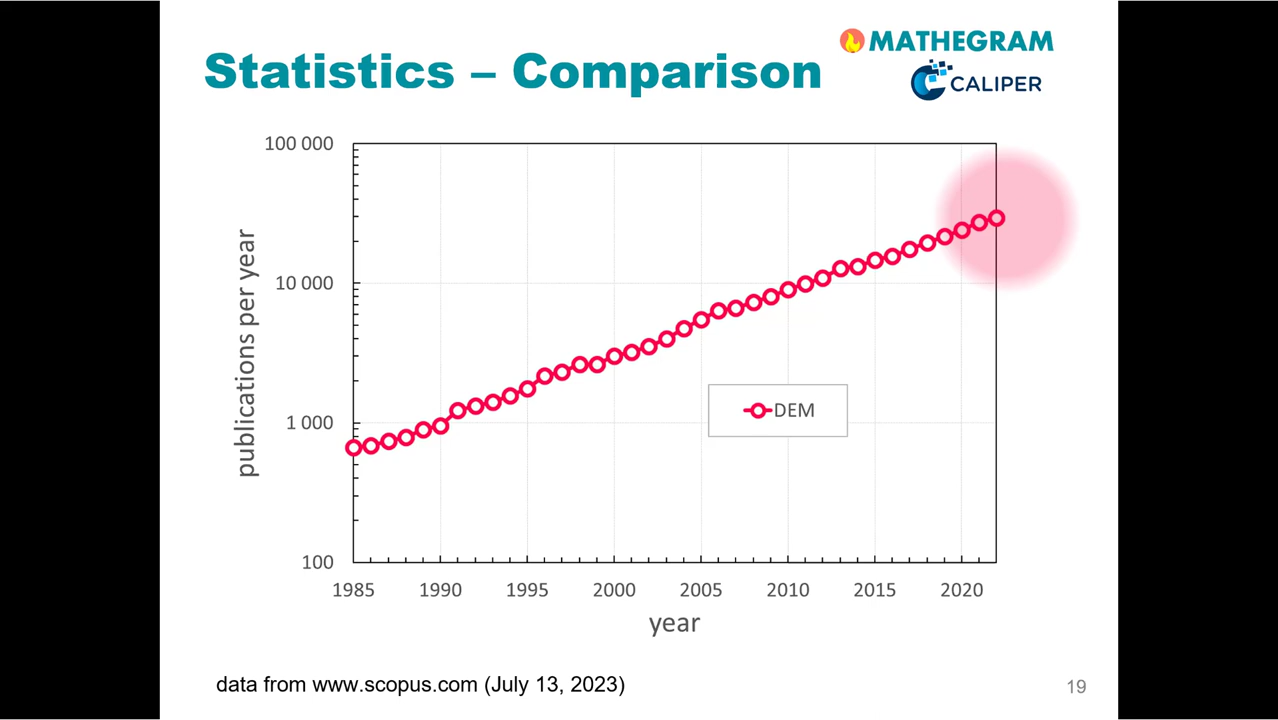 Statistics – Comparison
MATHEGRAM
CALIPER
100 000
10 000
1 000
100
publications per year
DEM
1985 1990 1995 2000 2005 2010 2015 2020
year
data from www.scopus.com (July 13, 2023)
19